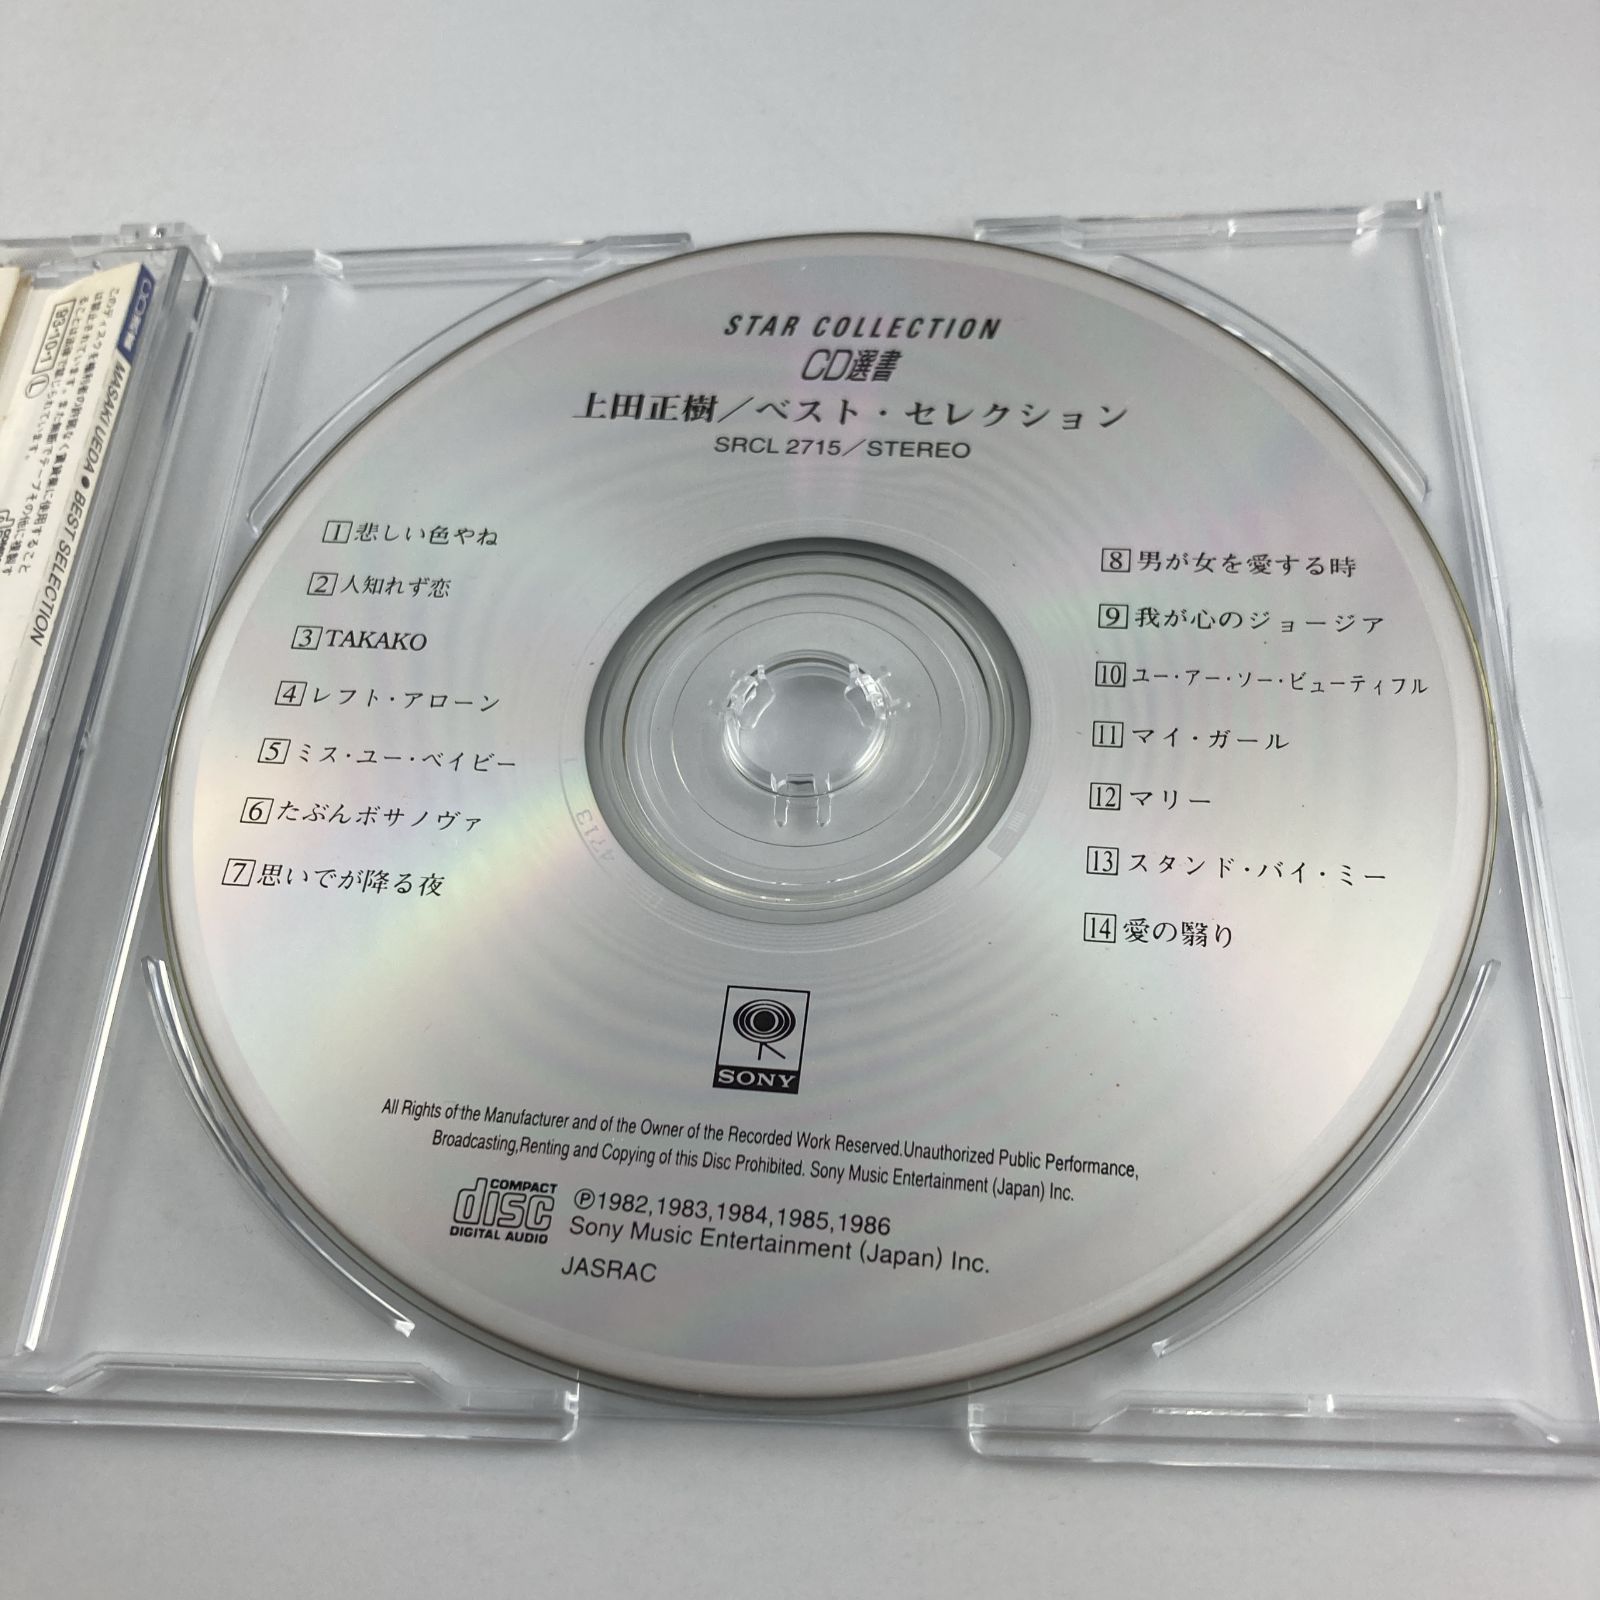 STAR COLLECTION
CD選書
上田正樹／ベスト・セレクション
SRCL 2715／STEREO
1 悲しい色やね
2 人知れず恋
3 TAKAKO
4 レフト・アローン
5 ミス・ユー・ベイビー
6 たぶんボサノヴァ
7 思いでが降る夜
8 男が女を愛する時
9 我が心のジョージア
10 ユー・アー・ソー・ビューティフル
11 マイ・ガール
12 マリー
13 スタンド・バイ・ミー
14 愛の翳り
SONY
All Rights of the Manufacturer and of the Owner of the Recorded Work Reserved.Unauthorized Public Performance,
Broadcasting,Renting and Copying of this Disc Prohibited. Sony Music Entertainment (Japan) Inc.
COMPACT
disc
DIGITAL AUDIO
Ⓟ1982,1983,1984,1985,1986
Sony Music Entertainment (Japan) Inc.
JASRAC
CD選書 MASAKI UEDA ● BEST SELECTION
93・10・1 Ⓛ